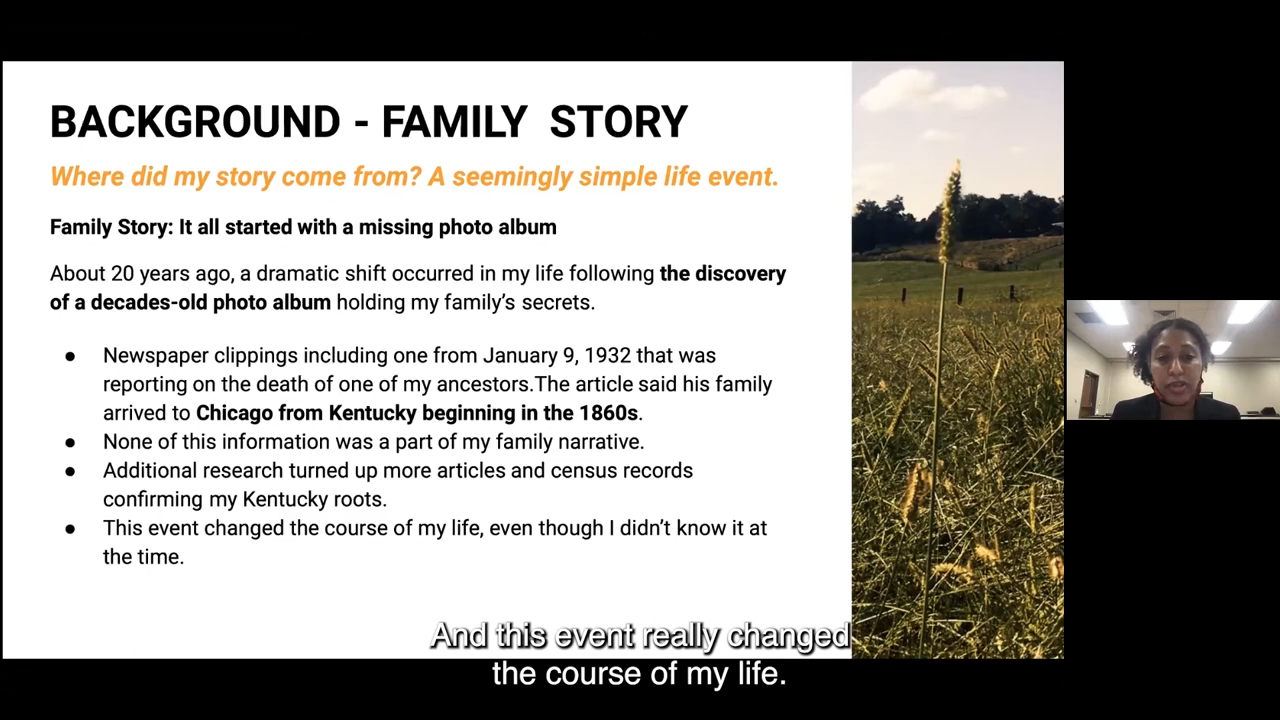 BACKGROUND - FAMILY STORY
Where did my story come from? A seemingly simple life event.
Family Story: It all started with a missing photo album
About 20 years ago, a dramatic shift occurred in my life following the discovery
of a decades-old photo album holding my family’s secrets.
● Newspaper clippings including one from January 9, 1932 that was
reporting on the death of one of my ancestors.The article said his family
arrived to Chicago from Kentucky beginning in the 1860s.
● None of this information was a part of my family narrative.
● Additional research turned up more articles and census records
confirming my Kentucky roots.
● This event changed the course of my life, even though I didn’t know it at
the time.
And this event really changed
the course of my life.